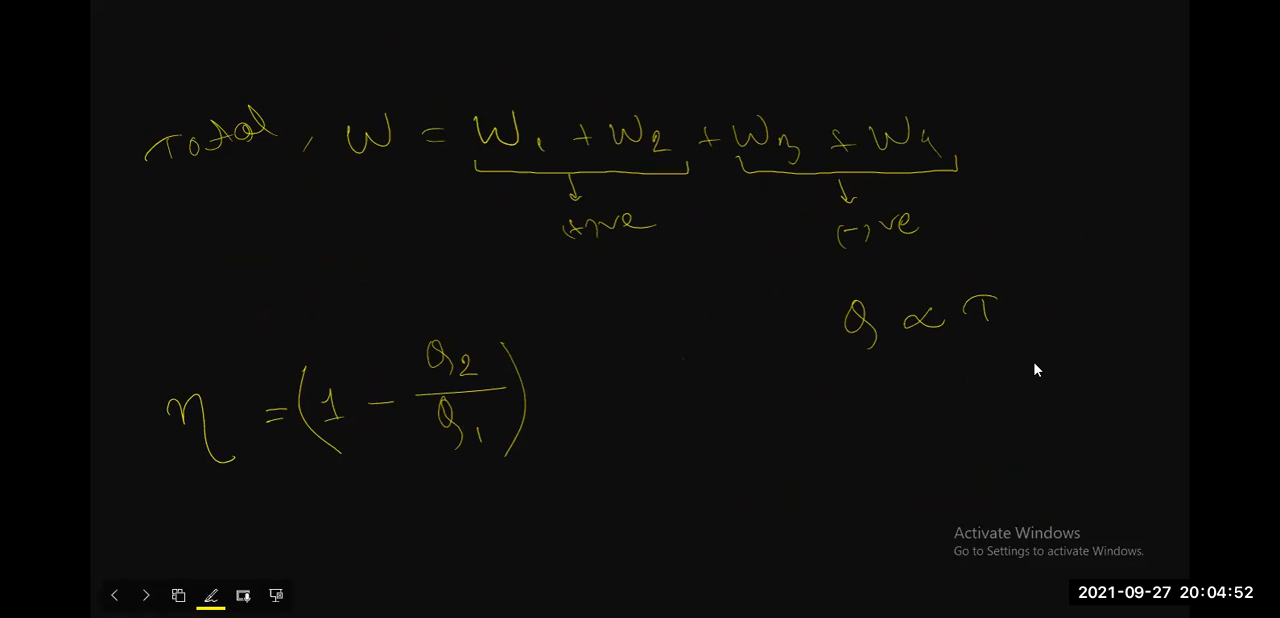 Total, W = W₁ + W₂ + W₃ + W₄
(+)ve (-)ve
Q ∝ T
η = (1 - Q₂/Q₁)
Activate Windows
Go to Settings to activate Windows.
2021-09-27 20:04:52